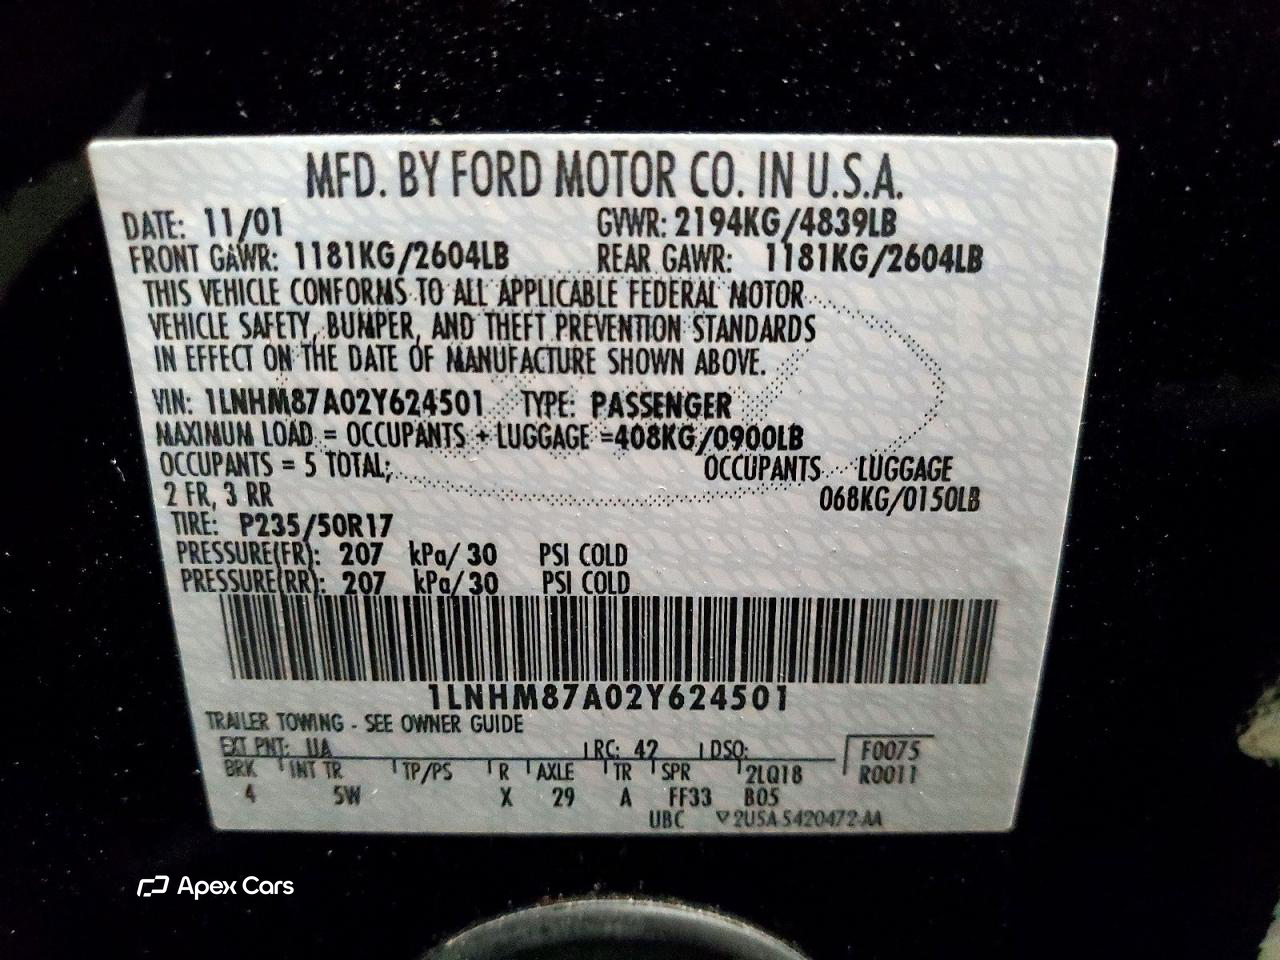 MFD. BY FORD MOTOR CO. IN U.S.A.
DATE: 11/01 GVWR: 2194KG/4839LB
FRONT GAWR: 1181KG/2604LB REAR GAWR: 1181KG/2604LB
THIS VEHICLE CONFORMS TO ALL APPLICABLE FEDERAL MOTOR
VEHICLE SAFETY, BUMPER, AND THEFT PREVENTION STANDARDS
IN EFFECT ON THE DATE OF MANUFACTURE SHOWN ABOVE.
VIN: 1LNHM87A02Y624501 TYPE: PASSENGER
MAXIMUM LOAD = OCCUPANTS + LUGGAGE =408KG/0900LB
OCCUPANTS = 5 TOTAL; OCCUPANTS LUGGAGE
2 FR, 3 RR 068KG/0150LB
TIRE: P235/50R17
PRESSURE(FR): 207 kPa/ 30 PSI COLD
PRESSURE(RR): 207 kPa/ 30 PSI COLD
1LNHM87A02Y624501
TRAILER TOWING - SEE OWNER GUIDE
EXT PNT: UA RC: 42 DSO: F0075
BRK INT TR TP/PS R AXLE TR SPR 2LQ18 R0011
4 5W X 29 A FF33 B05
UBC ▽2U5A-5420472-AA
Apex Cars